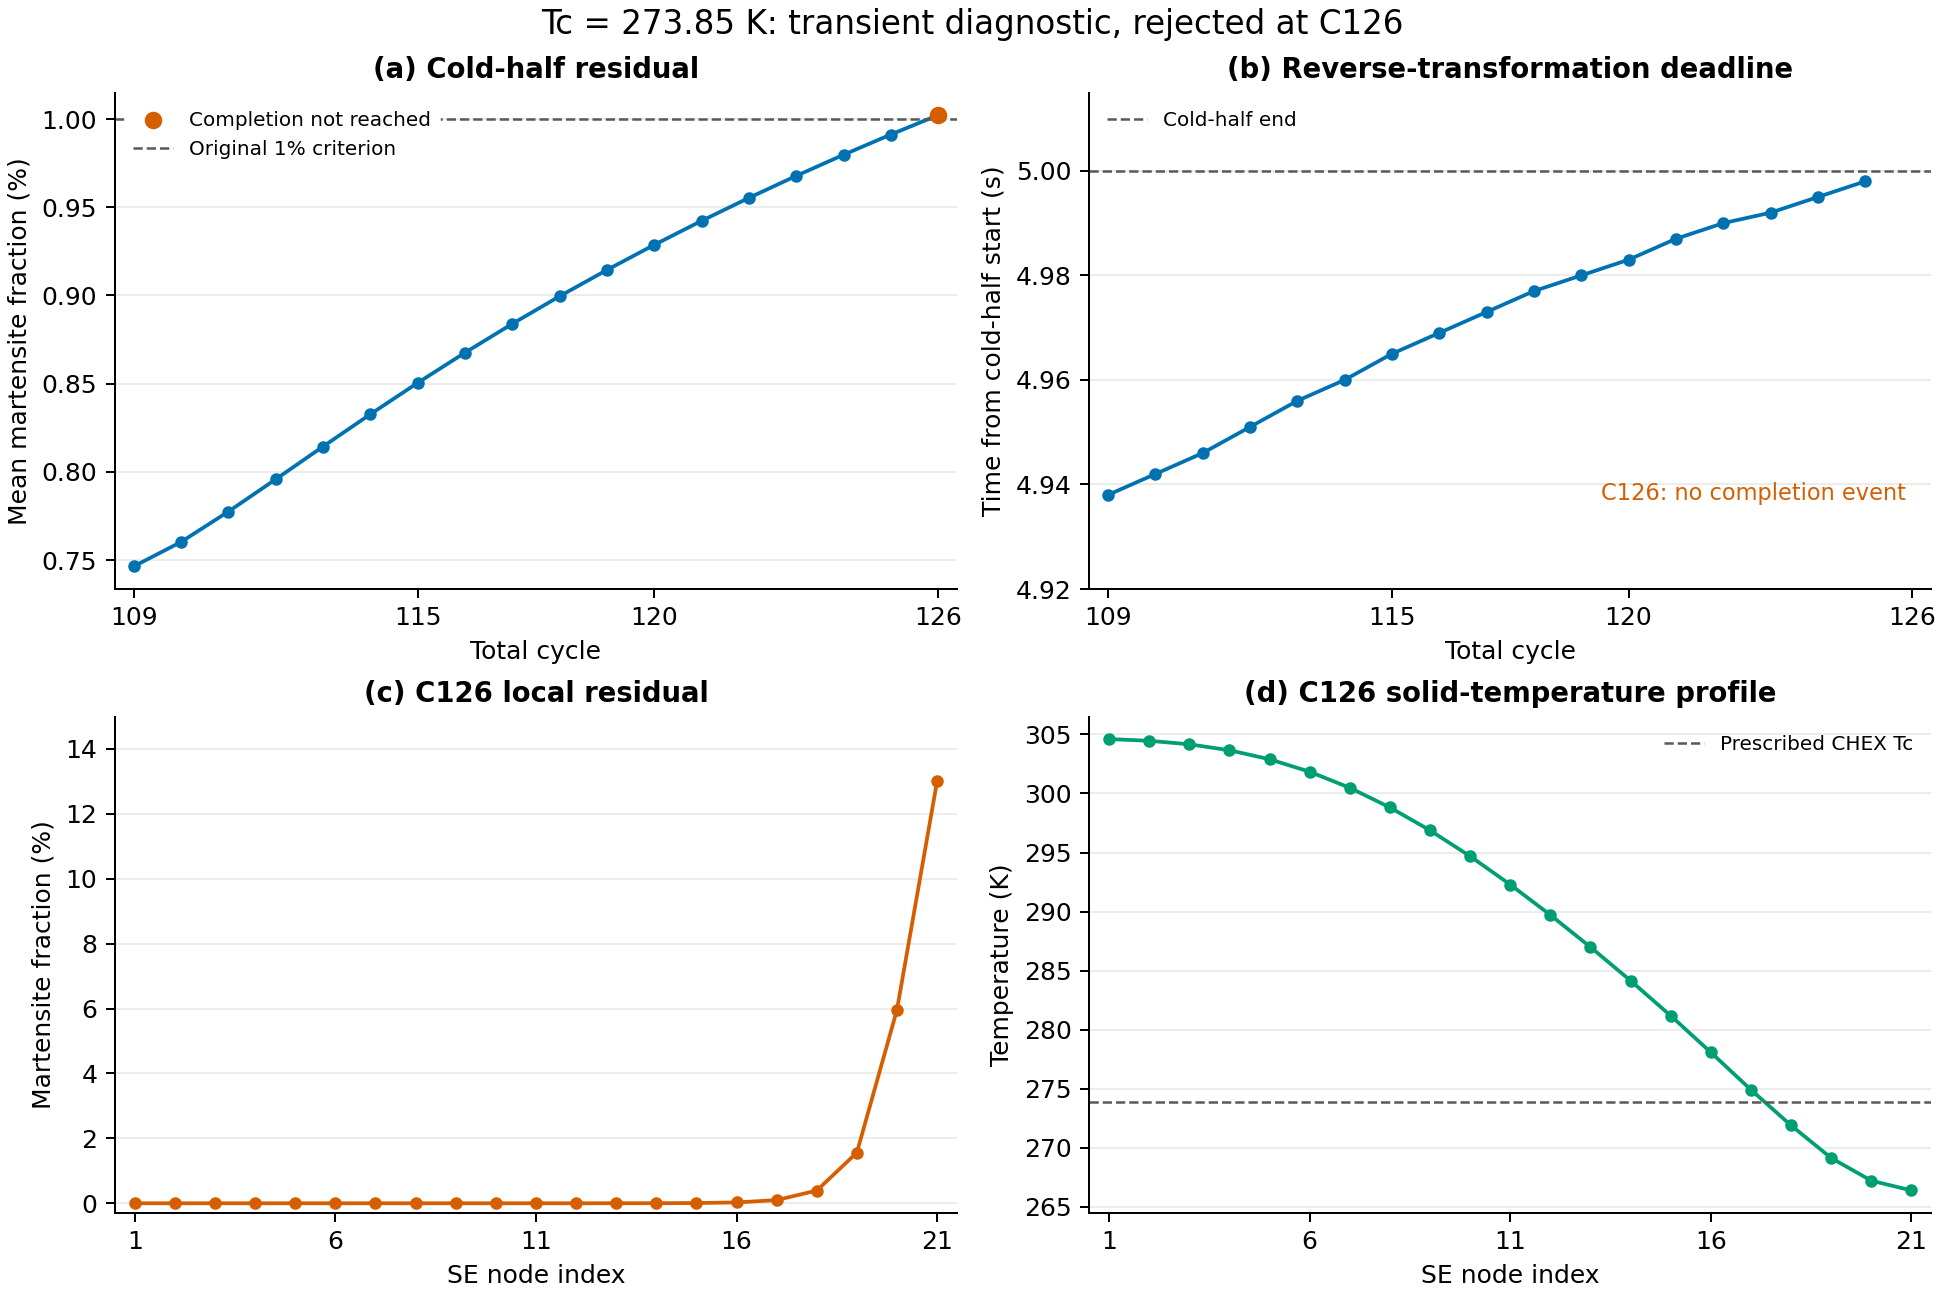 Tc = 273.85 K: transient diagnostic, rejected at C126
(a) Cold-half residual
Mean martensite fraction (%)
1.00
0.95
0.90
0.85
0.80
0.75
Completion not reached
Original 1% criterion
109
115
120
126
Total cycle
(b) Reverse-transformation deadline
Time from cold-half start (s)
5.00
4.98
4.96
4.94
4.92
Cold-half end
C126: no completion event
109
115
120
126
Total cycle
(c) C126 local residual
Martensite fraction (%)
14
12
10
8
6
4
2
0
1
6
11
16
21
SE node index
(d) C126 solid-temperature profile
Temperature (K)
305
300
295
290
285
280
275
270
265
Prescribed CHEX Tc
1
6
11
16
21
SE node index